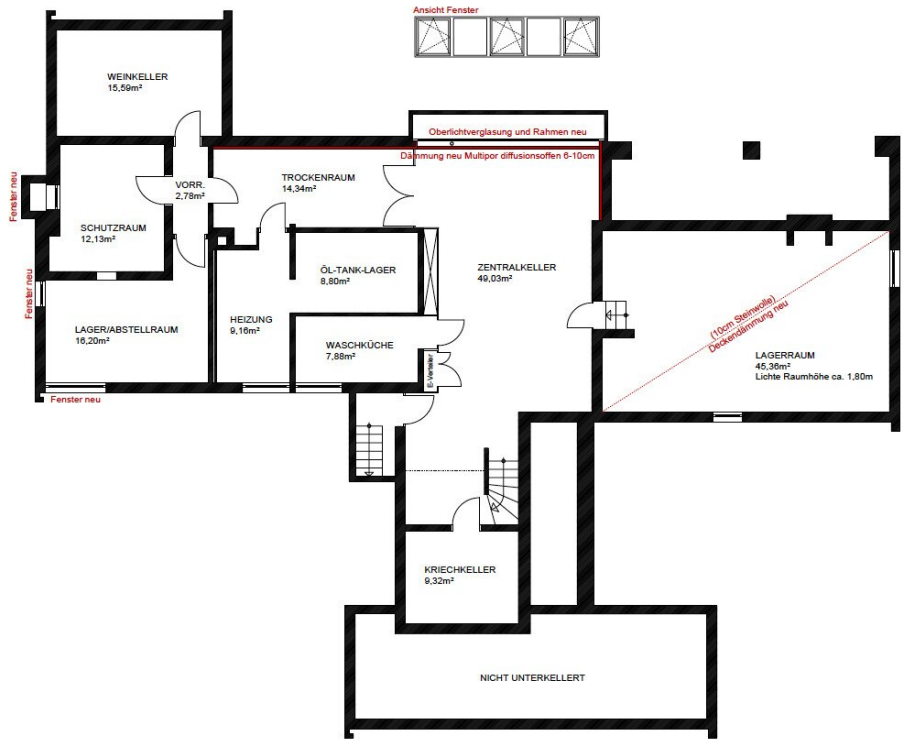 Ansicht Fenster
WEINKELLER
15,59m²
Oberlichtverglasung und Rahmen neu
Dämmung neu Multipor diffusionsoffen 6-10cm
TROCKENRAUM
14,34m²
VORR.
2,78m²
Fenster neu
SCHUTZRAUM
12,13m²
ÖL-TANK-LAGER
8,80m²
ZENTRALKELLER
49,03m²
Fenster neu
HEIZUNG
9,16m²
LAGER/ABSTELLRAUM
16,20m²
WASCHKÜCHE
7,88m²
E-Verteiler
(10cm Steinwolle)
Deckendämmung neu
LAGERRAUM
45,36m²
Lichte Raumhöhe ca. 1,80m
Fenster neu
KRIECHKELLER
9,32m²
NICHT UNTERKELLERT